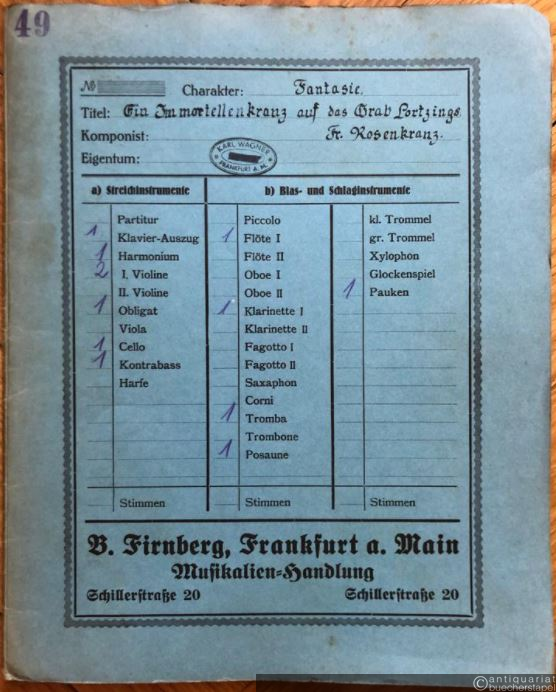 49
№ Charakter: Fantasie.
Titel: Ein Immortellenkranz auf das Grab Lortzings.
Komponist: Fr. Rosenkranz.
Eigentum: KARL WAGNER FRANKFURT A. M.
a) Streichinstrumente b) Blas- und Schlaginstrumente
Partitur Piccolo kl. Trommel
1 Klavier-Auszug 1 Flöte I gr. Trommel
1 Harmonium Flöte II Xylophon
2 I. Violine Oboe I Glockenspiel
II. Violine Oboe II 1 Pauken
1 Obligat 1 Klarinette I
Viola Klarinette II
1 Cello Fagotto I
1 Kontrabass Fagotto II
Harfe Saxaphon
Corni
1 Tromba
Trombone
1 Posaune
Stimmen Stimmen Stimmen
B. Firnberg, Frankfurt a. Main
Musikalien-Handlung
Schillerstraße 20 Schillerstraße 20
©antiquariat
buecherstapel